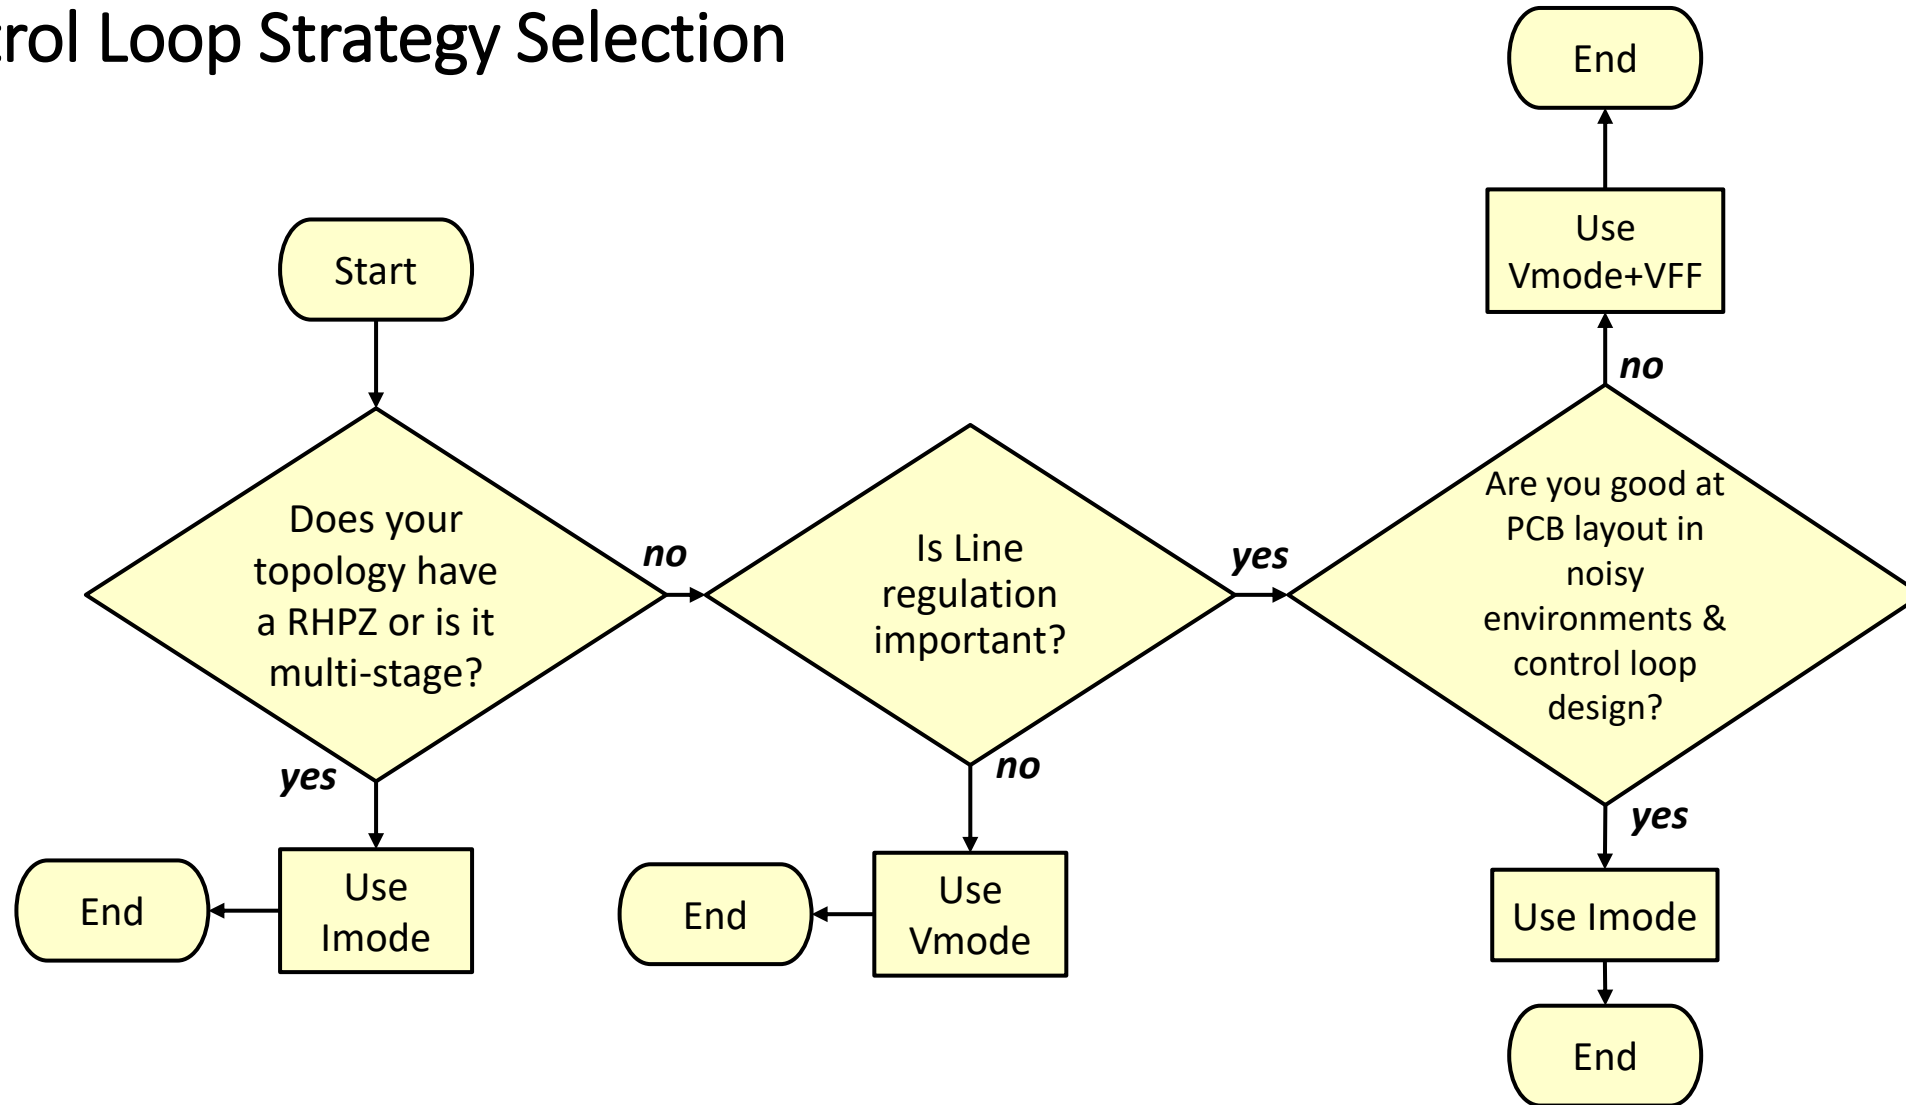 trol Loop Strategy Selection
End
Use
Vmode+VFF
no
Start
Does your
topology have
a RHPZ or is it
multi-stage?
no
Is Line
regulation
important?
yes
Are you good at
PCB layout in
noisy
environments &
control loop
design?
yes
no
yes
Use
Imode
End
Use
Vmode
End
Use Imode
End